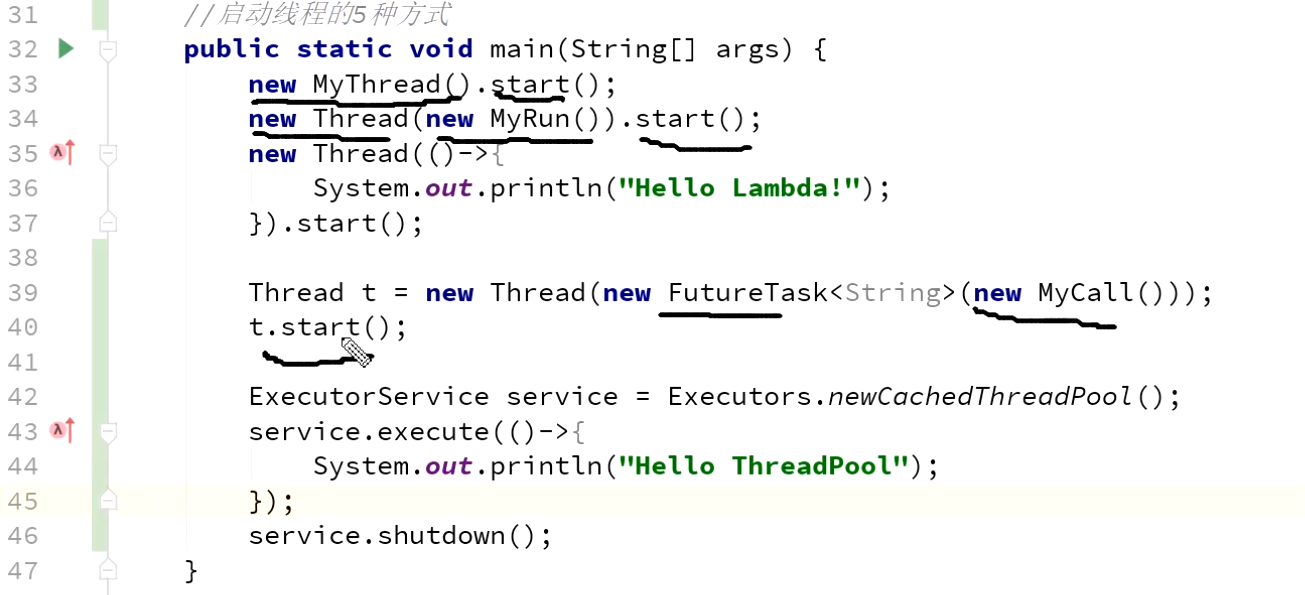 31 //启动线程的5种方式
32 public static void main(String[] args) {
33 new MyThread().start();
34 new Thread(new MyRun()).start();
35 new Thread(()->{
36 System.out.println("Hello Lambda!");
37 }).start();
38
39 Thread t = new Thread(new FutureTask<String>(new MyCall()));
40 t.start();
41
42 ExecutorService service = Executors.newCachedThreadPool();
43 service.execute(()->{
44 System.out.println("Hello ThreadPool");
45 });
46 service.shutdown();
47 }